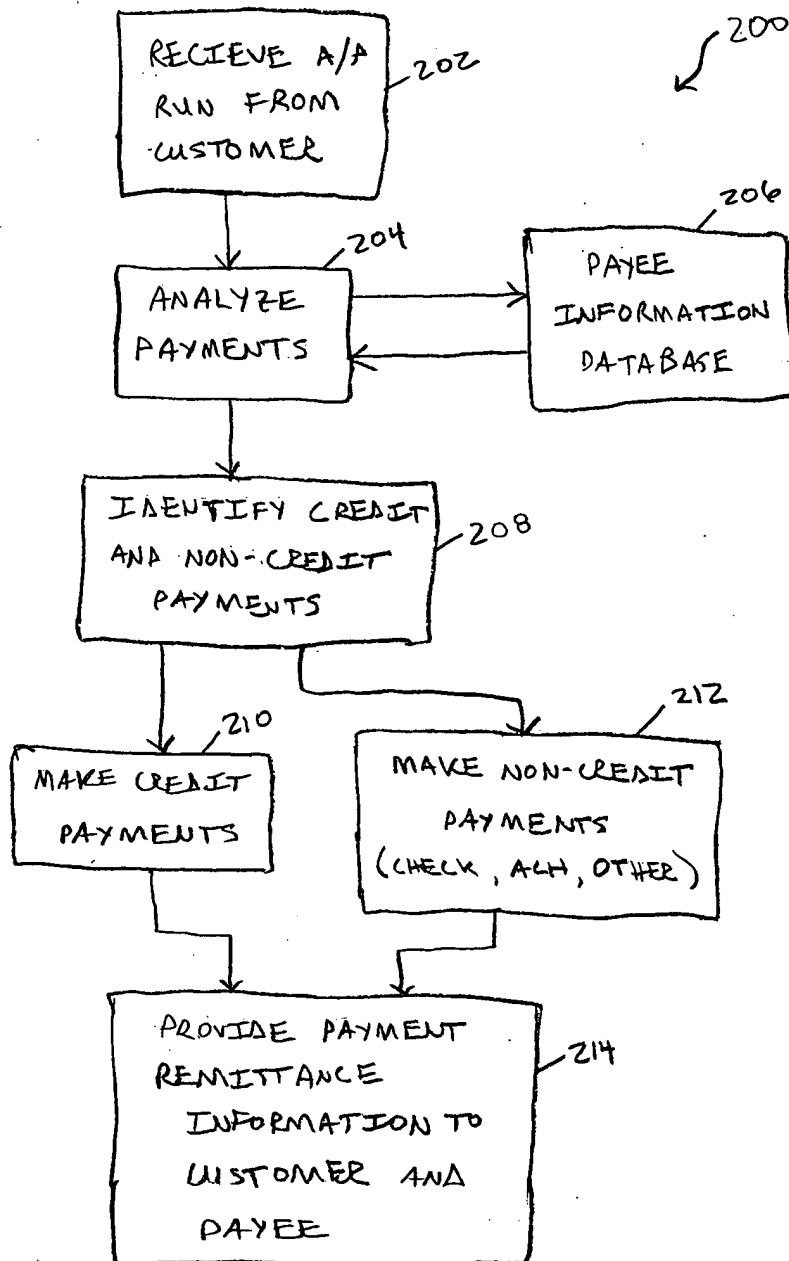 200
RECIEVE A/P
RUN FROM
CUSTOMER
202
ANALYZE
PAYMENTS
204
206
PAYEE
INFORMATION
DATABASE
IDENTIFY CREDIT
AND NON-CREDIT
PAYMENTS
208
210
MAKE CREDIT
PAYMENTS
212
MAKE NON-CREDIT
PAYMENTS
(CHECK, ACH, OTHER)
PROVIDE PAYMENT
REMITTANCE
INFORMATION TO
CUSTOMER AND
PAYEE
214